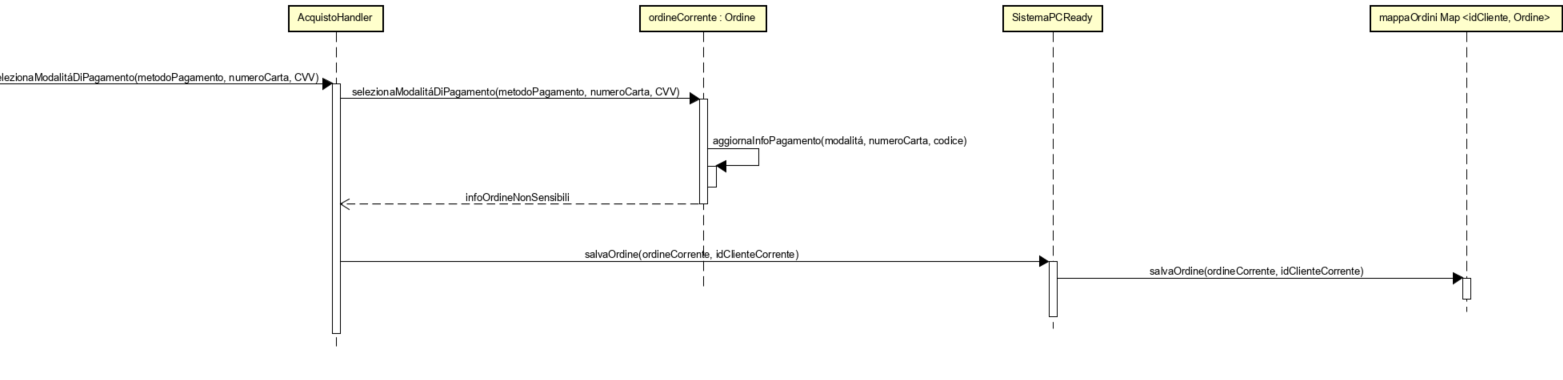 AcquistoHandler
ordineCorrente : Ordine
SistemaPCReady
mappaOrdini Map <idCliente, Ordine>
elezionaModalitáDiPagamento(metodoPagamento, numeroCarta, CVV)
selezionaModalitáDiPagamento(metodoPagamento, numeroCarta, CVV)
aggiornaInfoPagamento(modalitá, numeroCarta, codice)
infoOrdineNonSensibili
salvaOrdine(ordineCorrente, idClienteCorrente)
salvaOrdine(ordineCorrente, idClienteCorrente)